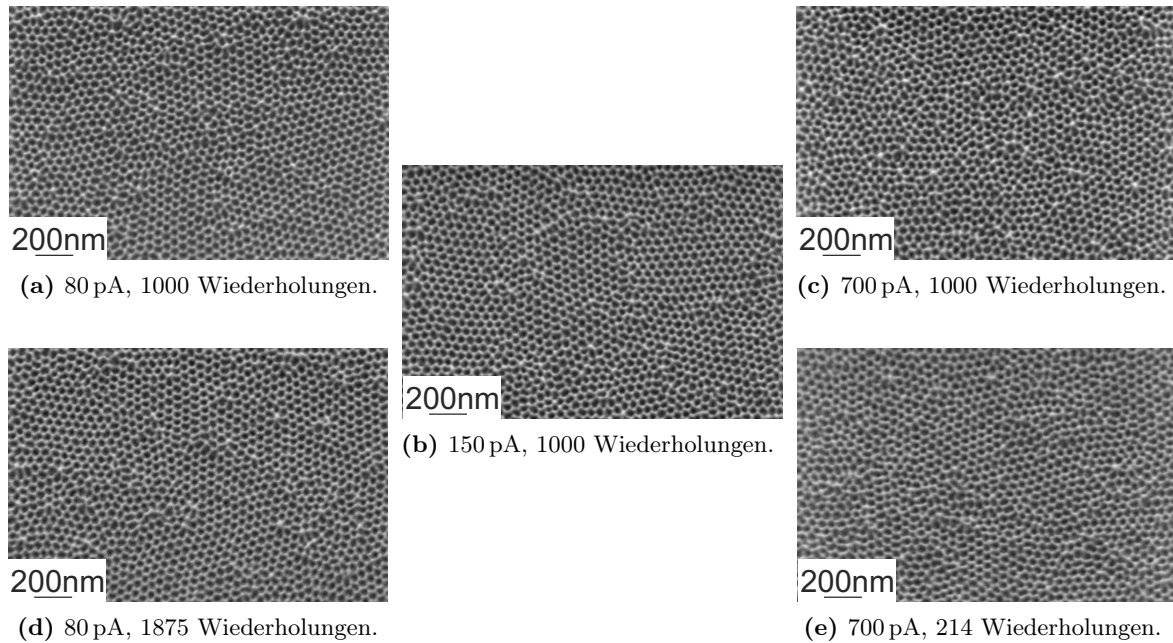 200nm
(a) 80 pA, 1000 Wiederholungen.
200nm
(b) 150 pA, 1000 Wiederholungen.
200nm
(c) 700 pA, 1000 Wiederholungen.
200nm
(d) 80 pA, 1875 Wiederholungen.
200nm
(e) 700 pA, 214 Wiederholungen.